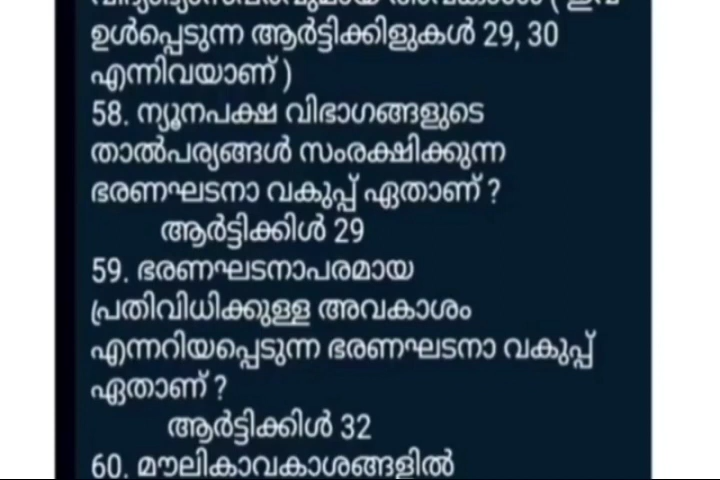 ഉൾപ്പെടുന്ന ആർട്ടിക്കിളുകൾ 29, 30
എന്നിവയാണ് )
58. ന്യൂനപക്ഷ വിഭാഗങ്ങളുടെ
താൽപര്യങ്ങൾ സംരക്ഷിക്കുന്ന
ഭരണഘടനാ വകുപ്പ് ഏതാണ് ?
ആർട്ടിക്കിൾ 29
59. ഭരണഘടനാപരമായ
പ്രതിവിധിക്കുള്ള അവകാശം
എന്നറിയപ്പെടുന്ന ഭരണഘടനാ വകുപ്പ്
ഏതാണ് ?
ആർട്ടിക്കിൾ 32
60. മൗലികാവകാശങ്ങളിൽ